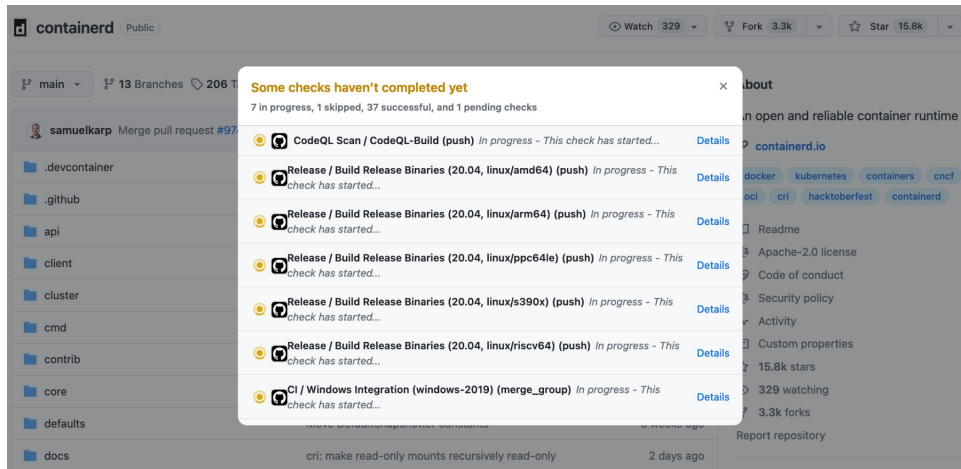 containerd Public
Watch 329
Fork 3.3k
Star 15.8k
main
13 Branches
206 T
samuelkarp Merge pull request #97
.devcontainer
.github
api
client
cluster
cmd
contrib
core
defaults
docs
cri: make read-only mounts recursively read-only
2 days ago
Some checks haven't completed yet
7 in progress, 1 skipped, 37 successful, and 1 pending checks
CodeQL Scan / CodeQL-Build (push) In progress - This check has started... Details
Release / Build Release Binaries (20.04, linux/amd64) (push) In progress - This
check has started...
Details
Release / Build Release Binaries (20.04, linux/arm64) (push) In progress - This
check has started...
Details
Release / Build Release Binaries (20.04, linux/ppc64le) (push) In progress - This
check has started...
Details
Release / Build Release Binaries (20.04, linux/s390x) (push) In progress - This
check has started...
Details
Release / Build Release Binaries (20.04, linux/riscv64) (push) In progress - This
check has started...
Details
CI / Windows Integration (windows-2019) (merge_group) In progress - This
check has started...
Details
bout
n open and reliable container runtime
containerd.io
docker kubernetes containers cncf
oci cri hacktoberfest containerd
Readme
Apache-2.0 license
Code of conduct
Security policy
Activity
Custom properties
15.8k stars
329 watching
3.3k forks
Report repository